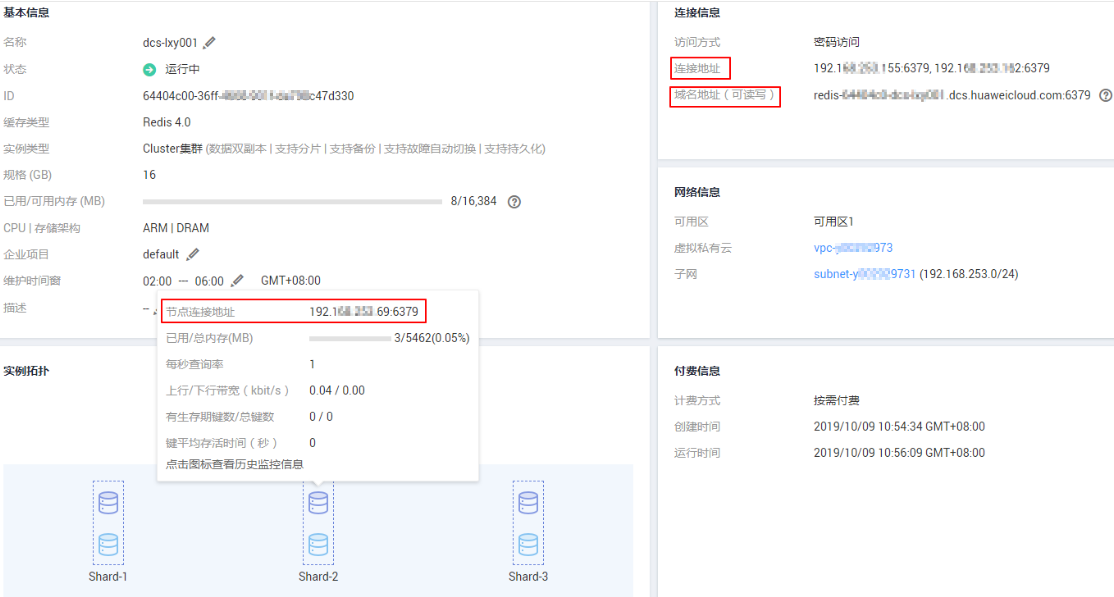 基本信息
名称 dcs-lxy001
状态 运行中
ID 64404c00-36ff- c47d330
缓存类型 Redis 4.0
实例类型 Cluster集群 (数据双副本 | 支持分片 | 支持备份 | 支持故障自动切换 | 支持持久化)
规格 (GB) 16
已用/可用内存 (MB) 8/16,384
CPU | 存储架构 ARM | DRAM
企业项目 default
维护时间窗 02:00 — 06:00 GMT+08:00
描述 --
节点连接地址 192.1 .69:6379
已用/总内存(MB) 3/5462(0.05%)
每秒查询率 1
上行/下行带宽（kbit/s） 0.04 / 0.00
有生存期键数/总键数 0 / 0
键平均存活时间（秒） 0
点击图标查看历史监控信息
实例拓扑
Shard-1
Shard-2
Shard-3
连接信息
访问方式 密码访问
连接地址 192.1 155:6379, 192.1 2:6379
域名地址（可读写） redis- .dcs.huaweicloud.com:6379
网络信息
可用区 可用区1
虚拟私有云 vpc- 973
子网 subnet-y 9731 (192.168.253.0/24)
付费信息
计费方式 按需付费
创建时间 2019/10/09 10:54:34 GMT+08:00
运行时间 2019/10/09 10:56:09 GMT+08:00